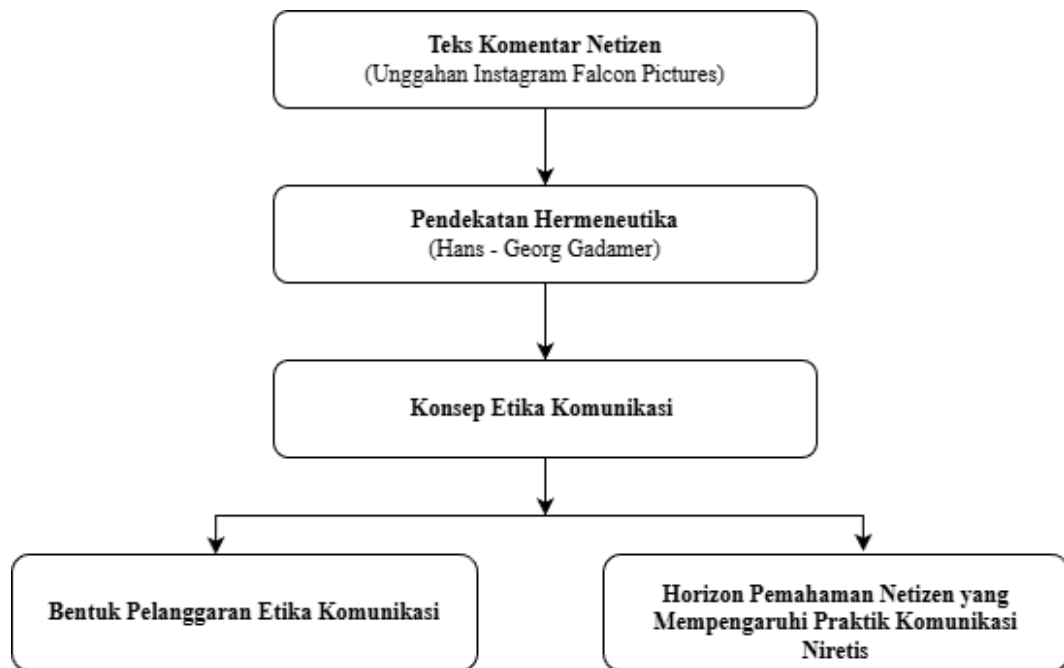 Teks Komentar Netizen
(Unggahan Instagram Falcon Pictures)
Pendekatan Hermeneutika
(Hans - Georg Gadamer)
Konsep Etika Komunikasi
Bentuk Pelanggaran Etika Komunikasi
Horizon Pemahaman Netizen yang
Mempengaruhi Praktik Komunikasi
Niretis